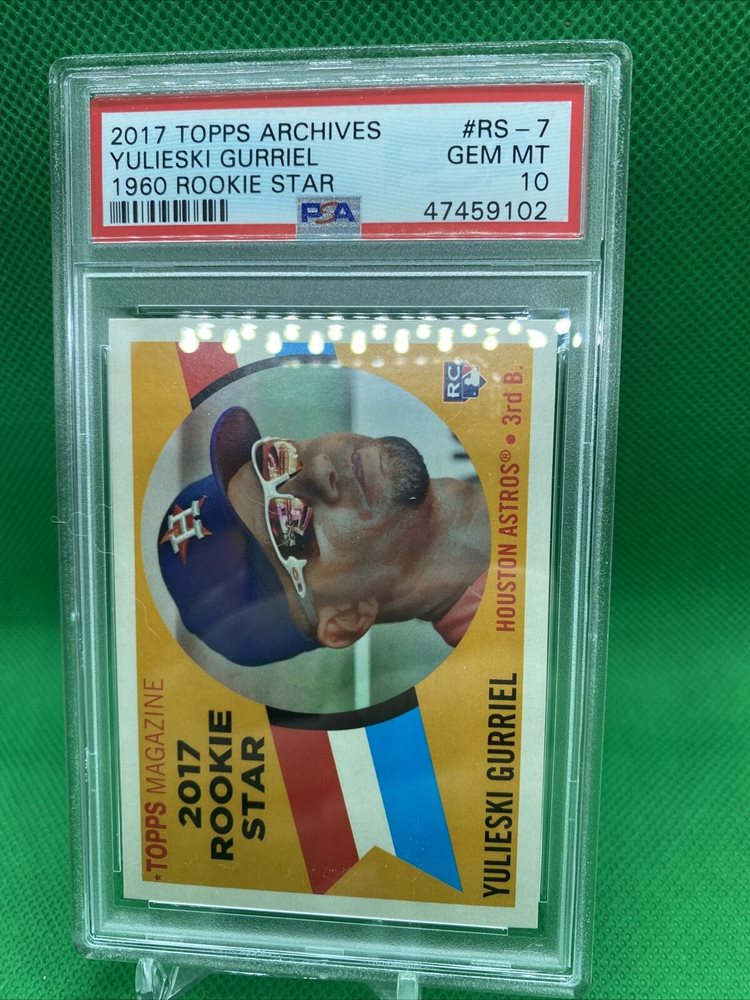 2017 TOPPS ARCHIVES #RS-7
YULIESKI GURRIEL GEM MT
1960 ROOKIE STAR 10
PSA 47459102
★TOPPS MAGAZINE
2017
ROOKIE
STAR
RC
YULIESKI GURRIEL
HOUSTON ASTROS® • 3rd B.
H